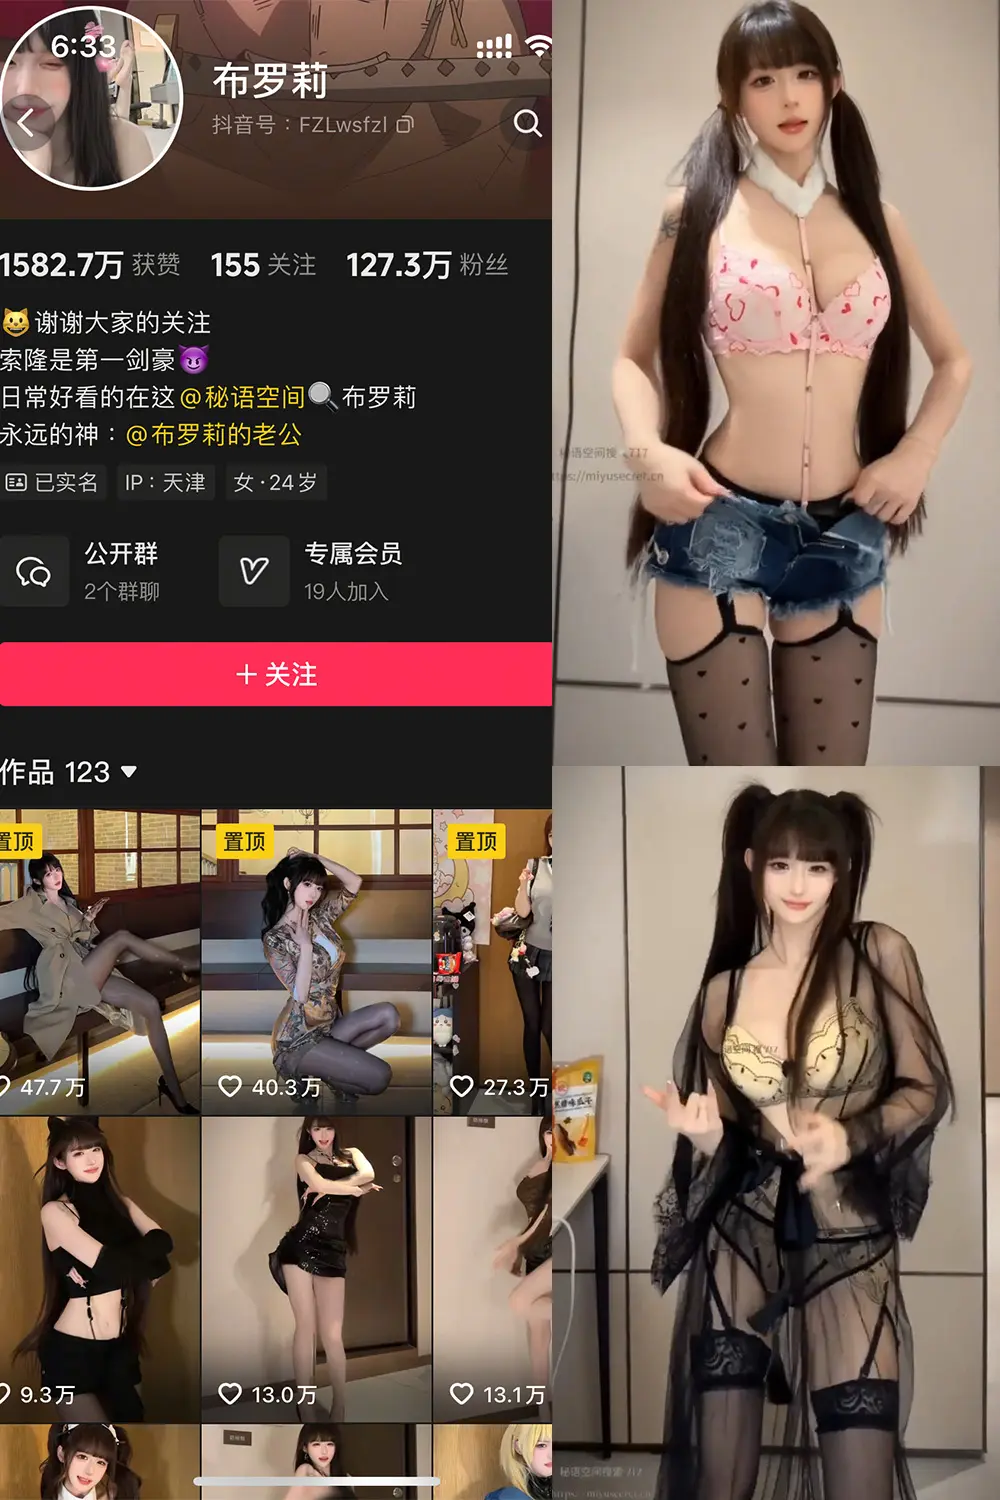 6:33
布罗莉
抖音号：FZLwsfzl
1582.7万 获赞 155 关注 127.3万 粉丝
😺谢谢大家的关注
索隆是第一剑豪😈
日常好看的在这@秘语空间🔍布罗莉
永远的神：@布罗莉的老公
已实名 IP：天津 女·24岁
公开群 专属会员
2个群聊 19人加入
+ 关注
作品 123
置顶 置顶 置顶
47.7万 40.3万 27.3万
9.3万 13.0万 13.1万
秘语空间搜 717
https://miyusecret.cn
秘语空间搜 717
秘语空间搜索 717